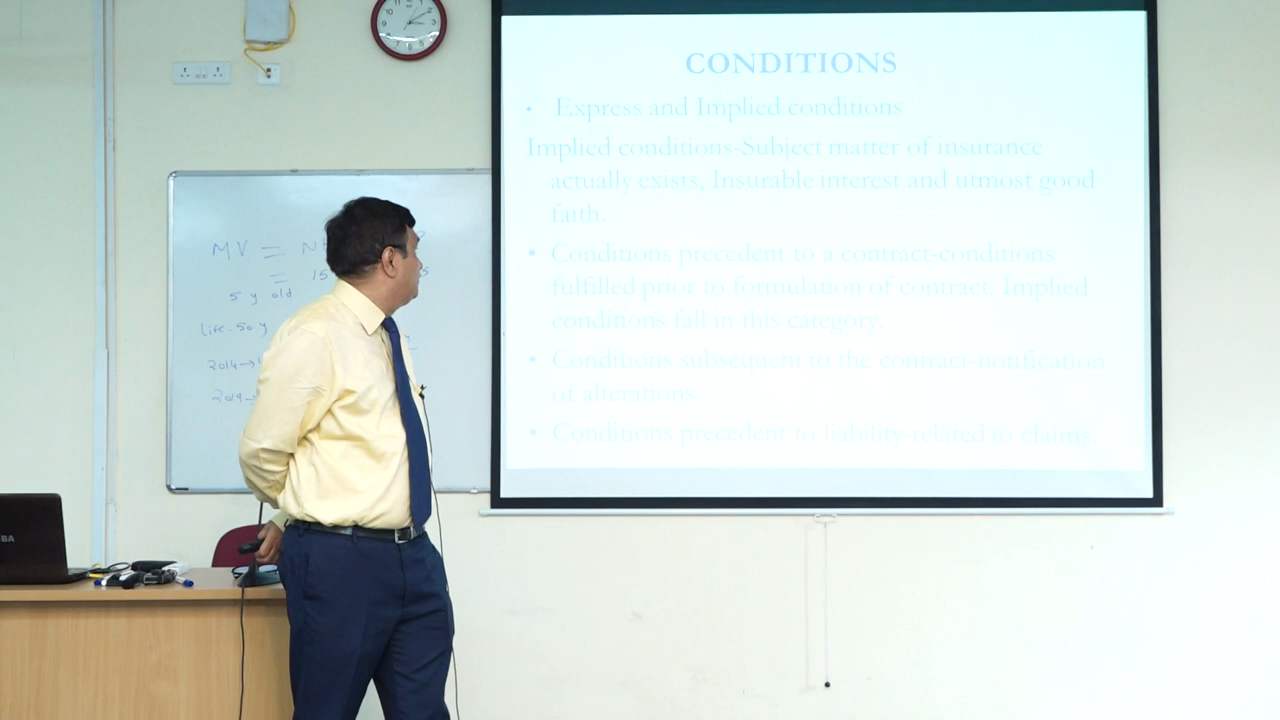 CONDITIONS
• Express and Implied conditions
Implied conditions-Subject matter of insurance
actually exists, Insurable interest and utmost good
faith.
• Conditions precedent to a contract-conditions
fulfilled prior to formulation of contract. Implied
conditions fall in this category.
• Conditions subsequent to the contract-notification
of alterations.
• Conditions precedent to liability-related to claims.
MV =
= 15
5 y old
Life-50 y
2014→
2019→
BA